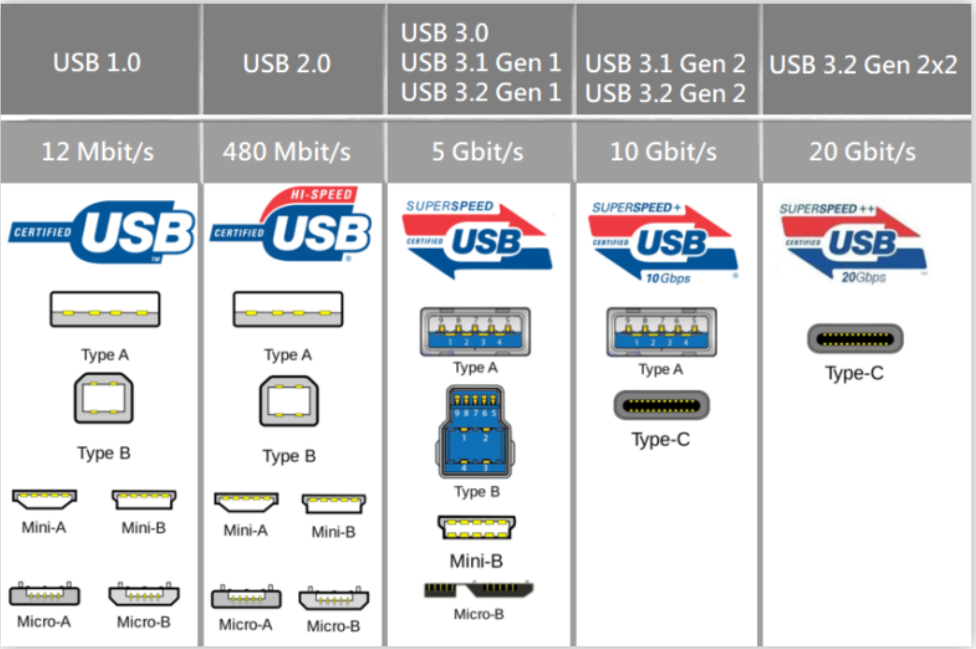 USB 1.0
USB 2.0
USB 3.0
USB 3.1 Gen 1
USB 3.2 Gen 1
USB 3.1 Gen 2
USB 3.2 Gen 2
USB 3.2 Gen 2x2
12 Mbit/s
480 Mbit/s
5 Gbit/s
10 Gbit/s
20 Gbit/s
CERTIFIED USB TM
HI-SPEED
CERTIFIED USB ®
SUPERSPEED
CERTIFIED USB
SUPERSPEED+
CERTIFIED USB
10Gbps
SUPERSPEED ++
CERTIFIED USB
20Gbps
Type A
Type B
Mini-A
Mini-B
Micro-A
Micro-B
Type A
Type B
Mini-A
Mini-B
Micro-A
Micro-B
9 8 7 6 5
1 2 3 4
Type A
9 8 7 6 5
1 2
4 3
Type B
Mini-B
Micro-B
9 8 7 6 5
1 2 3 4
Type A
Type-C
Type-C